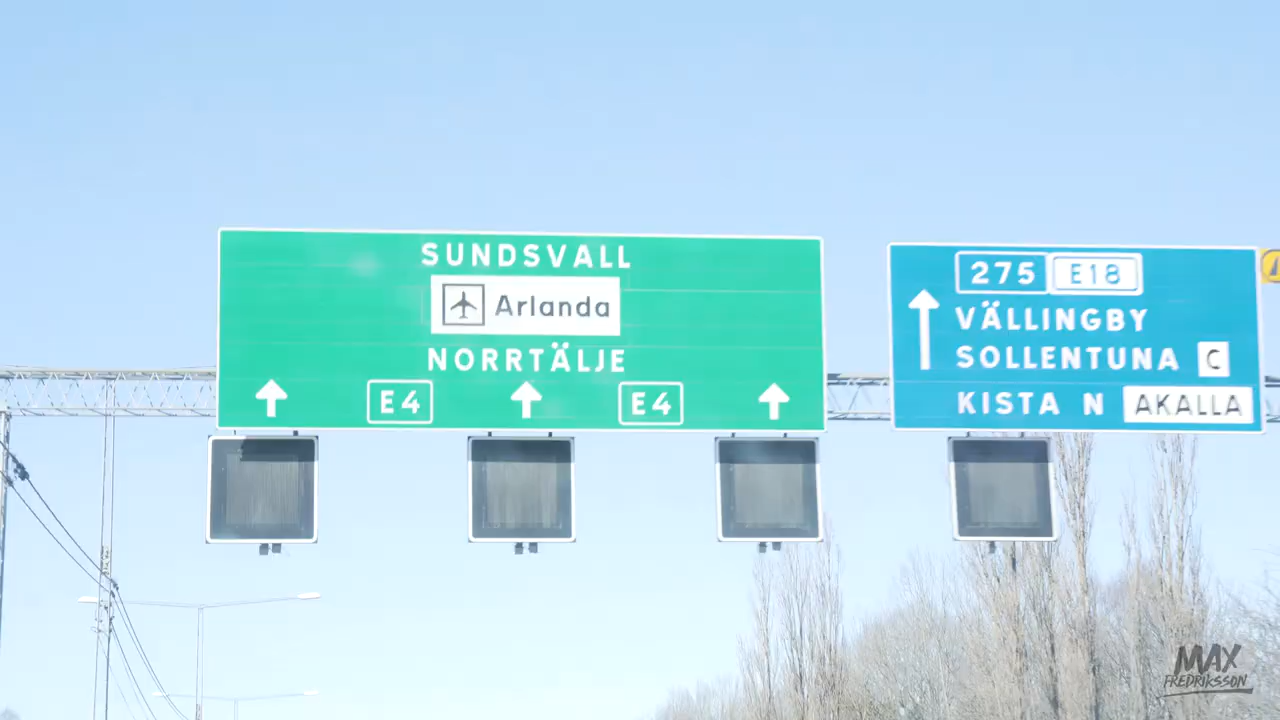 SUNDSVALL
Arlanda
NORRTÄLJE
E4 E4
275 E18
VÄLLINGBY
SOLLENTUNA C
KISTA N AKALLA
MAX
FREDRIKSSON